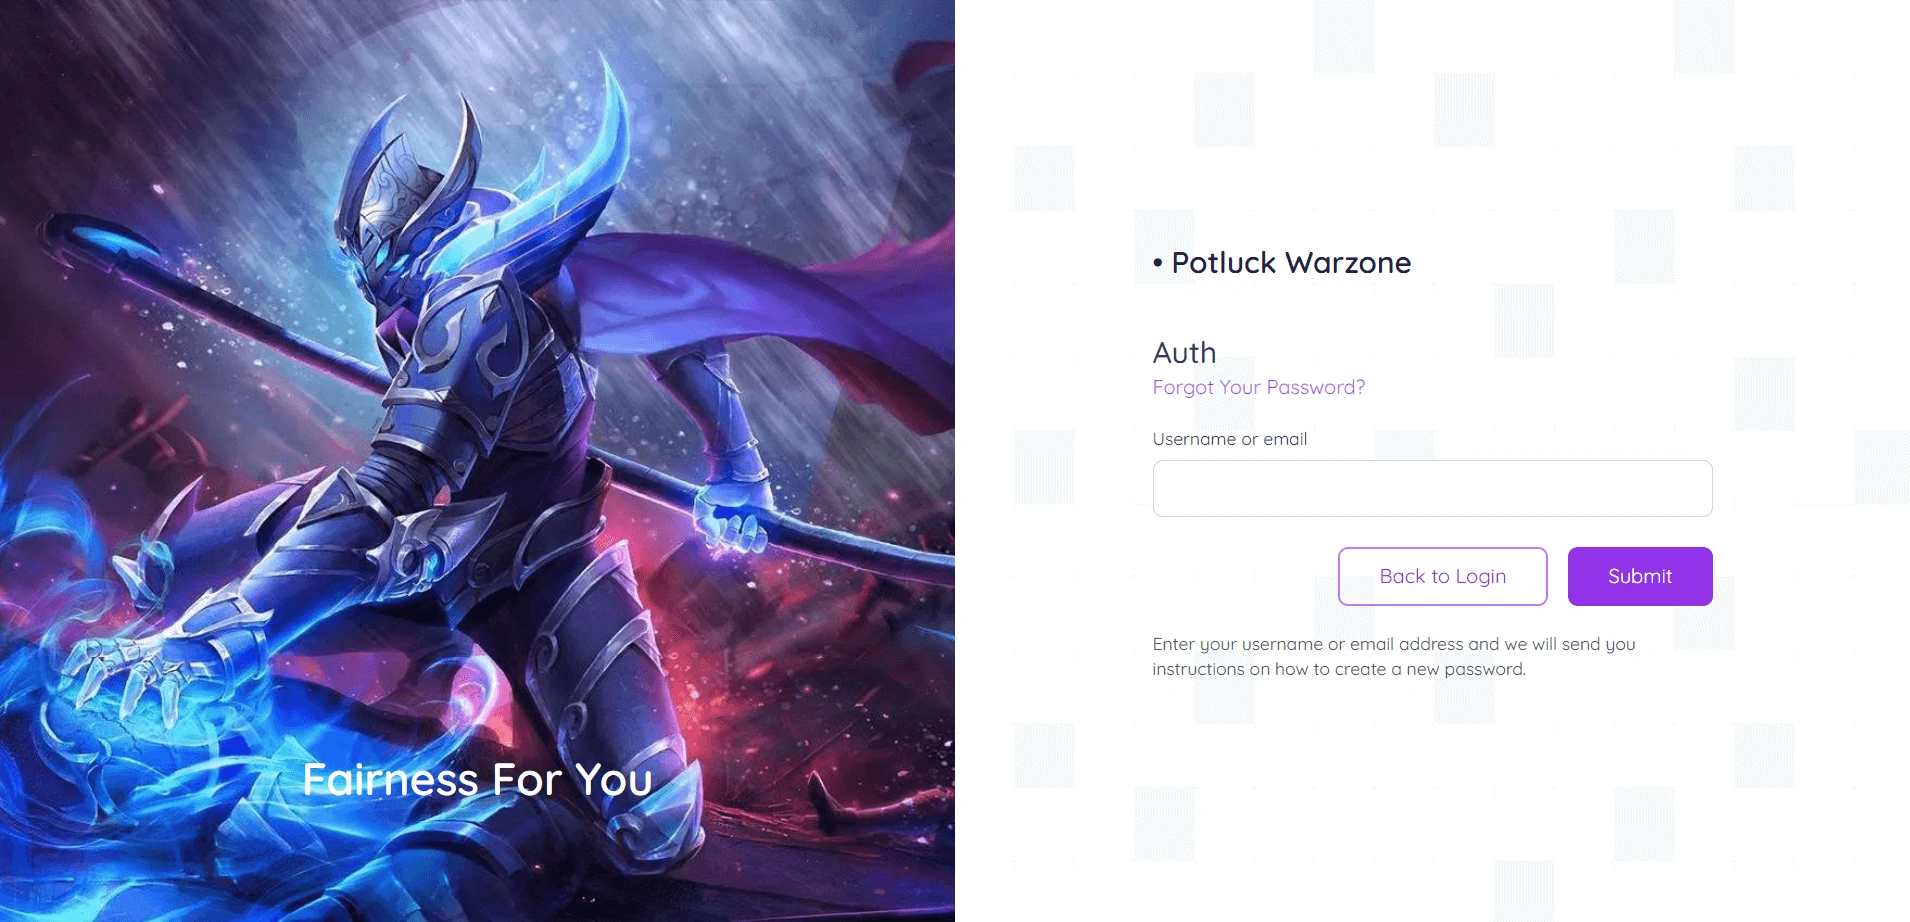 • Potluck Warzone
Auth
Forgot Your Password?
Username or email
Back to Login
Submit
Enter your username or email address and we will send you
instructions on how to create a new password.
Fairness For You